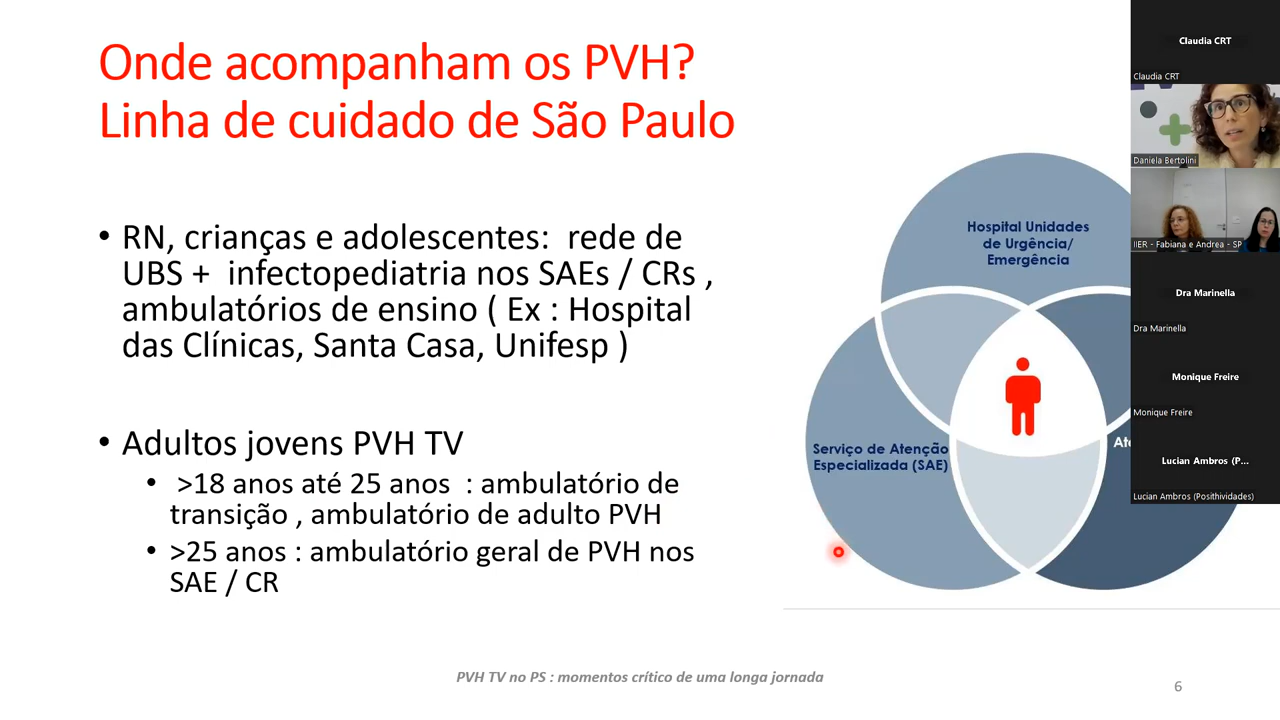 Onde acompanham os PVH?
Linha de cuidado de São Paulo
• RN, crianças e adolescentes: rede de
UBS + infectopediatria nos SAEs / CRs ,
ambulatórios de ensino ( Ex : Hospital
das Clínicas, Santa Casa, Unifesp )
• Adultos jovens PVH TV
• >18 anos até 25 anos : ambulatório de
transição , ambulatório de adulto PVH
• >25 anos : ambulatório geral de PVH nos
SAE / CR
Hospital Unidades
de Urgência/
Emergência
Serviço de Atenção
Especializada (SAE)
PVH TV no PS : momentos crítico de uma longa jornada
6
Claudia CRT
Claudia CRT
Daniela Bertolini
IIER - Fabiana e Andrea - SP
Dra Marinella
Dra Marinella
Monique Freire
Monique Freire
Lucian Ambros (P...
Lucian Ambros (Posithividades)